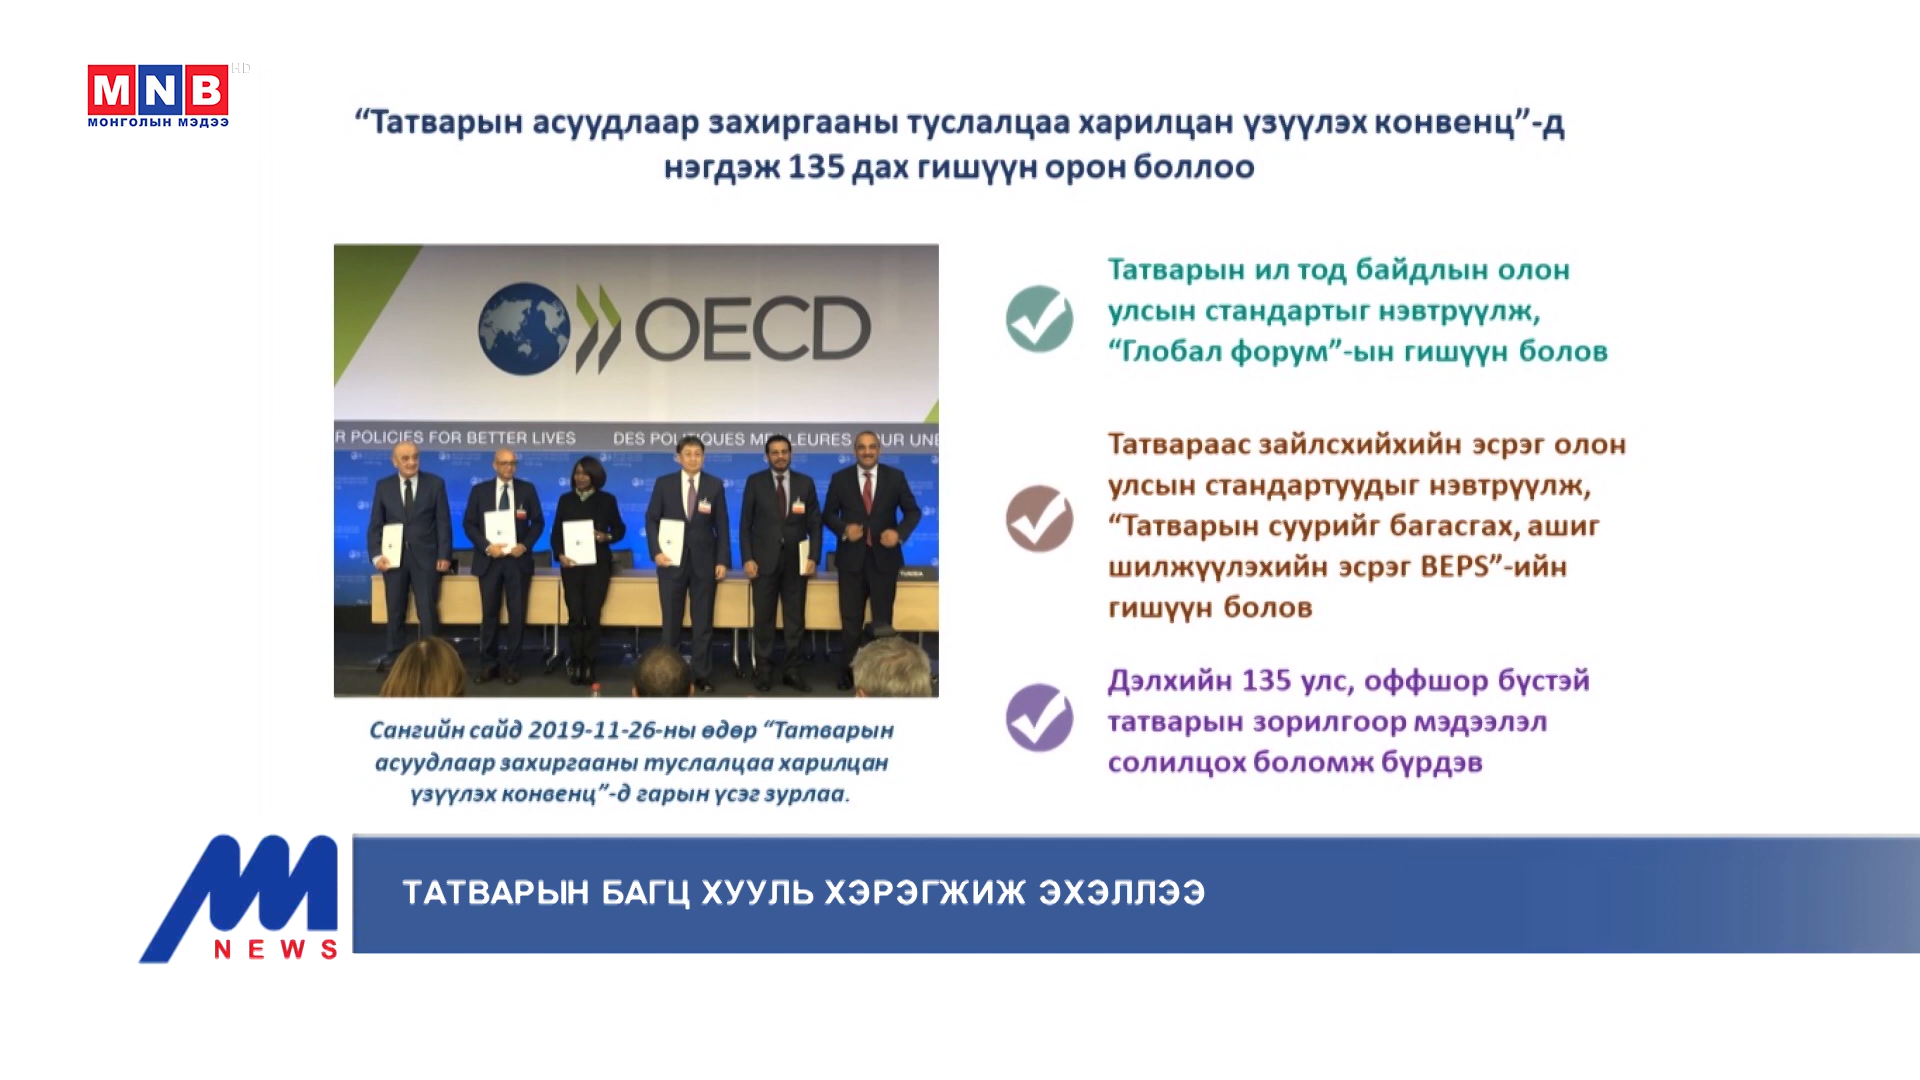 MNB HD
МОНГОЛЫН МЭДЭЭ
“Татварын асуудлаар захиргааны туслалцаа харилцан үзүүлэх конвенц”-д
нэгдэж 135 дах гишүүн орон боллоо
OECD
R POLICIES FOR BETTER LIVES DES POLITIQUES MEILLEURES POUR UNE
Сангийн сайд 2019-11-26-ны өдөр “Татварын
асуудлаар захиргааны туслалцаа харилцан
үзүүлэх конвенц”-д гарын үсэг зурлаа.
Татварын ил тод байдлын олон
улсын стандартыг нэвтрүүлж,
“Глобал форум”-ын гишүүн болов
Татвараас зайлсхийхийн эсрэг олон
улсын стандартуудыг нэвтрүүлж,
“Татварын суурийг багасгах, ашиг
шилжүүлэхийн эсрэг BEPS”-ийн
гишүүн болов
Дэлхийн 135 улс, оффшор бүстэй
татварын зорилгоор мэдээлэл
солилцох боломж бүрдэв
NEWS
ТАТВАРЫН БАГЦ ХУУЛЬ ХЭРЭГЖИЖ ЭХЭЛЛЭЭ